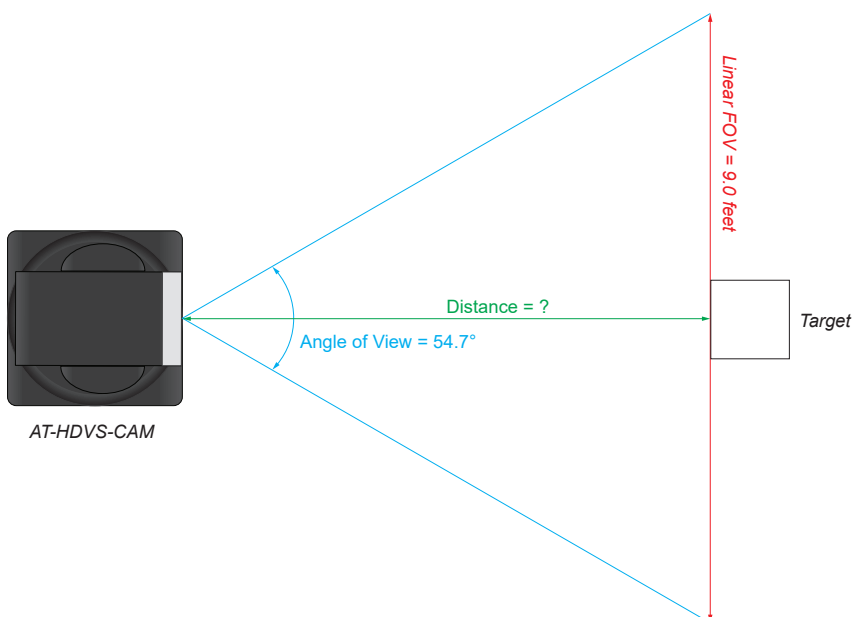 Linear FOV = 9.0 feet
Distance = ?
Target
Angle of View = 54.7°
AT-HDVS-CAM